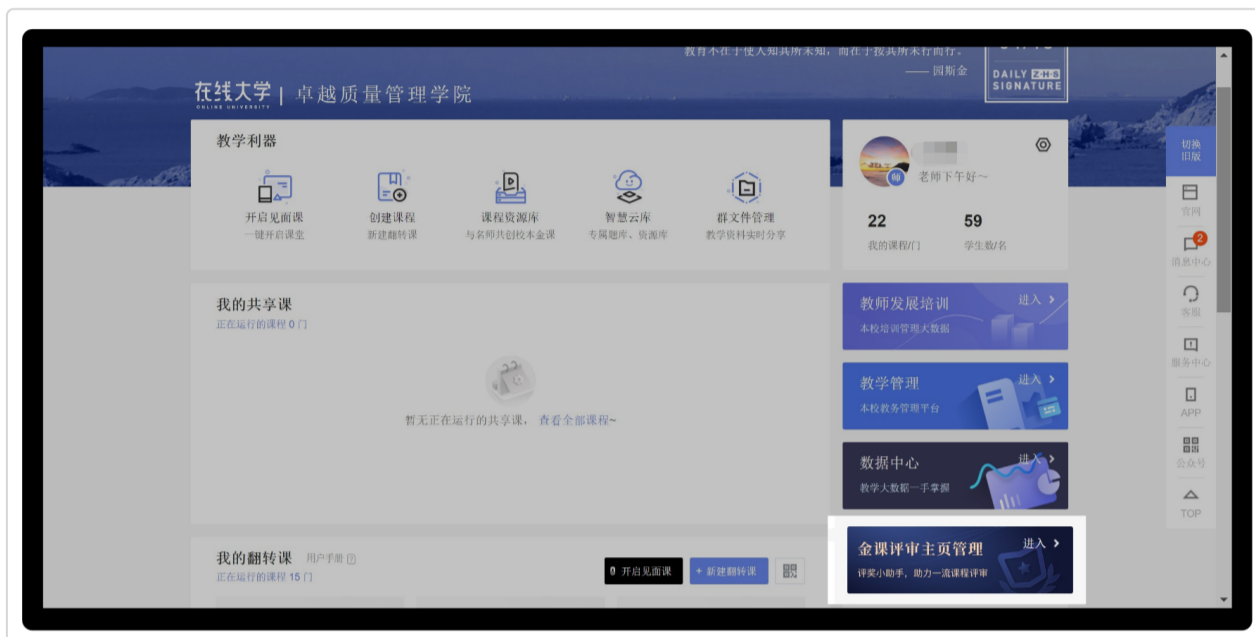 教育不在于使人知其所未知，而在于按其所未行而行。
—— 园斯金
DAILY Z·H·S
SIGNATURE
在线大学 | 卓越质量管理学院
ONLINE UNIVERSITY
教学利器
开启见面课
一键开启课堂
创建课程
新建翻转课
课程资源库
与名师共创校本金课
智慧云库
专属题库、资源库
群文件管理
教学资料实时分享
师
老师下午好～
22
我的课程/门
59
学生数/名
我的共享课
正在运行的课程 0 门
暂无正在运行的共享课， 查看全部课程~
教师发展培训
进入 >
本校培训管理大数据
教学管理
进入 >
本校教务管理平台
数据中心
进入 >
教学大数据一手掌握
金课评审主页管理
进入 >
评奖小助手，助力一流课程评审
我的翻转课 用户手册
正在运行的课程 15 门
开启见面课
+ 新建翻转课
切换
旧版
官网
2
消息中心
客服
服务中心
APP
公众号
TOP